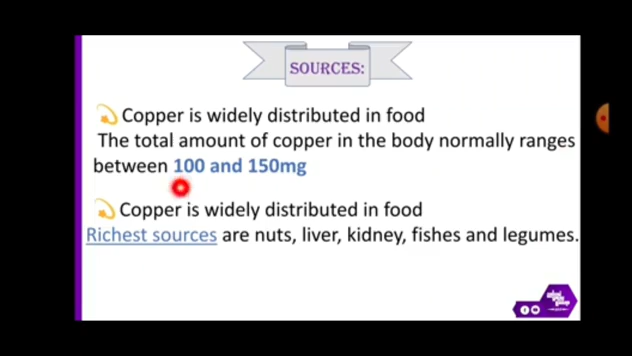 SOURCES:
Copper is widely distributed in food
The total amount of copper in the body normally ranges
between 100 and 150mg
Copper is widely distributed in food
Richest sources are nuts, liver, kidney, fishes and legumes.